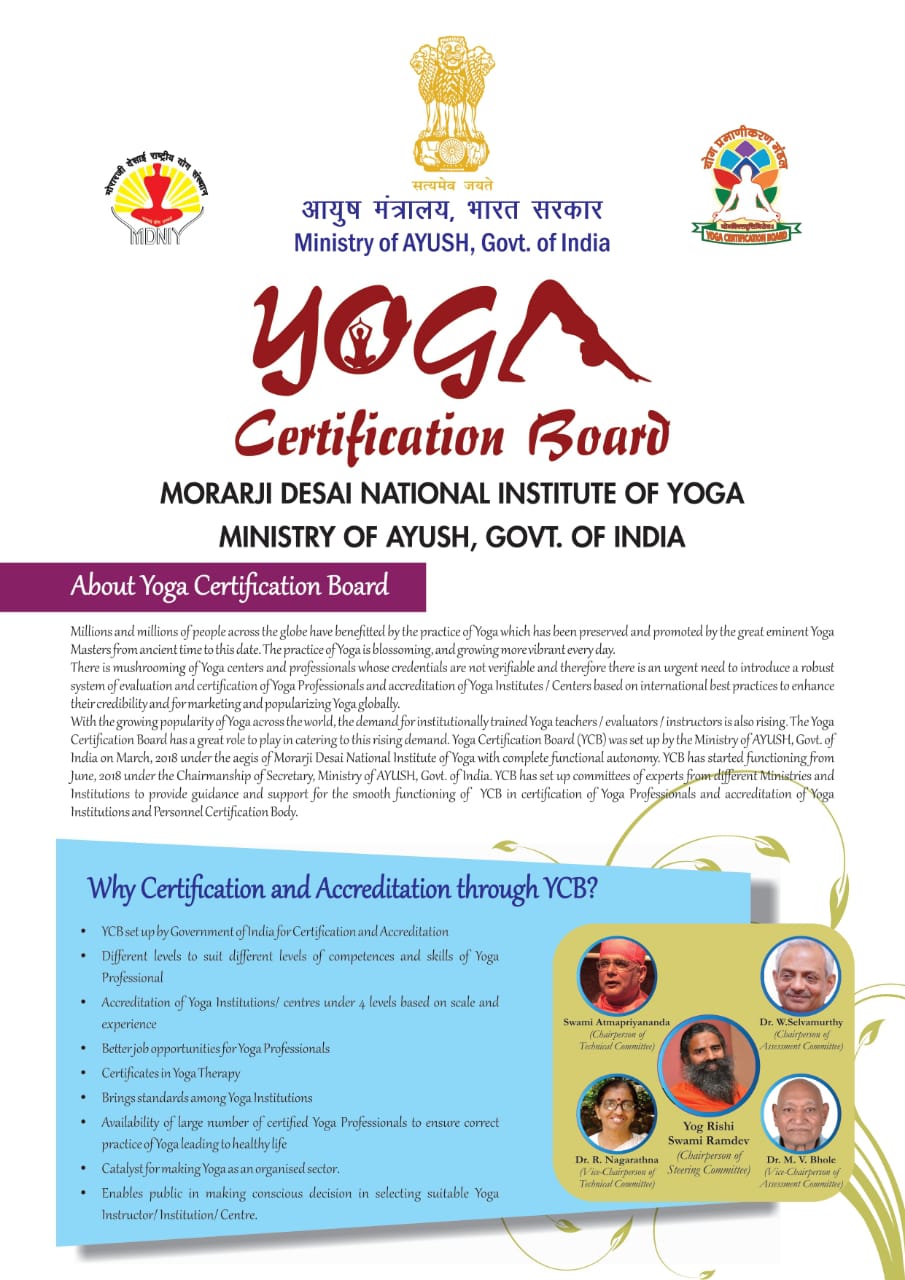 मोरारजी देसाई राष्ट्रीय योग संस्थान
MDNIY
सत्यमेव जयते
योग प्रमाणीकरण मंडल
YOGA CERTIFICATION BOARD
आयुष मंत्रालय, भारत सरकार
Ministry of AYUSH, Govt. of India
YOGA
Certification Board
MORARJI DESAI NATIONAL INSTITUTE OF YOGA
MINISTRY OF AYUSH, GOVT. OF INDIA
About Yoga Certification Board
Millions and millions of people across the globe have benefitted by the practice of Yoga which has been preserved and promoted by the great eminent Yoga
Masters from ancient time to this date. The practice of Yoga is blossoming, and growing more vibrant every day.
There is mushrooming of Yoga centers and professionals whose credentials are not verifiable and therefore there is an urgent need to introduce a robust
system of evaluation and certification of Yoga Professionals and accreditation of Yoga Institutes / Centers based on international best practices to enhance
their credibility and for marketing and popularizing Yoga globally.
With the growing popularity of Yoga across the world, the demand for institutionally trained Yoga teachers / evaluators / instructors is also rising. The Yoga
Certification Board has a great role to play in catering to this rising demand. Yoga Certification Board (YCB) was set up by the Ministry of AYUSH, Govt. of
India on March, 2018 under the aegis of Morarji Desai National Institute of Yoga with complete functional autonomy. YCB has started functioning from
June, 2018 under the Chairmanship of Secretary, Ministry of AYUSH, Govt. of India. YCB has set up committees of experts from different Ministries and
Institutions to provide guidance and support for the smooth functioning of YCB in certification of Yoga Professionals and accreditation of Yoga
Institutions and Personnel Certification Body.
Why Certification and Accreditation through YCB?
• YCB set up by Government of India for Certification and Accreditation
• Different levels to suit different levels of competences and skills of Yoga
Professional
• Accreditation of Yoga Institutions/ centres under 4 levels based on scale and
experience
• Better job opportunities for Yoga Professionals
• Certificates in Yoga Therapy
• Brings standards among Yoga Institutions
• Availability of large number of certified Yoga Professionals to ensure correct
practice of Yoga leading to healthy life
• Catalyst for making Yoga as an organised sector.
• Enables public in making conscious decision in selecting suitable Yoga
Instructor/ Institution/ Centre.
Swami Atmapriyananda
(Chairperson of
Technical Committee)
Dr. W.Selvamurthy
(Chairperson of
Assessment Committee)
Yog Rishi
Swami Ramdev
(Chairperson of
Steering Committee)
Dr. R. Nagarathna
(Vice-Chairperson of
Technical Committee)
Dr. M. V. Bhole
(Vice-Chairperson of
Assessment Committee)